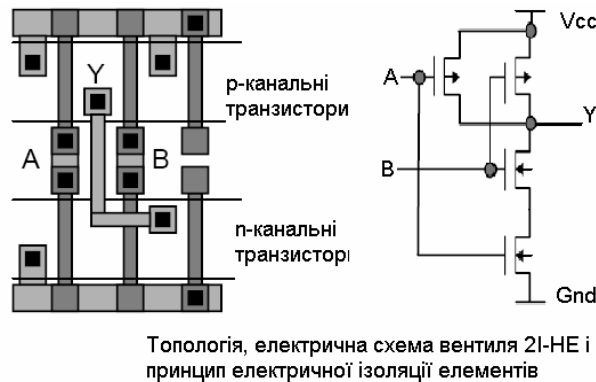 Y
A
B
p-канальні
транзистори
n-канальні
транзистори
Vcc
A
Y
B
Gnd
Топологія, електрична схема вентиля 2І-НЕ і
принцип електричної ізоляції елементів